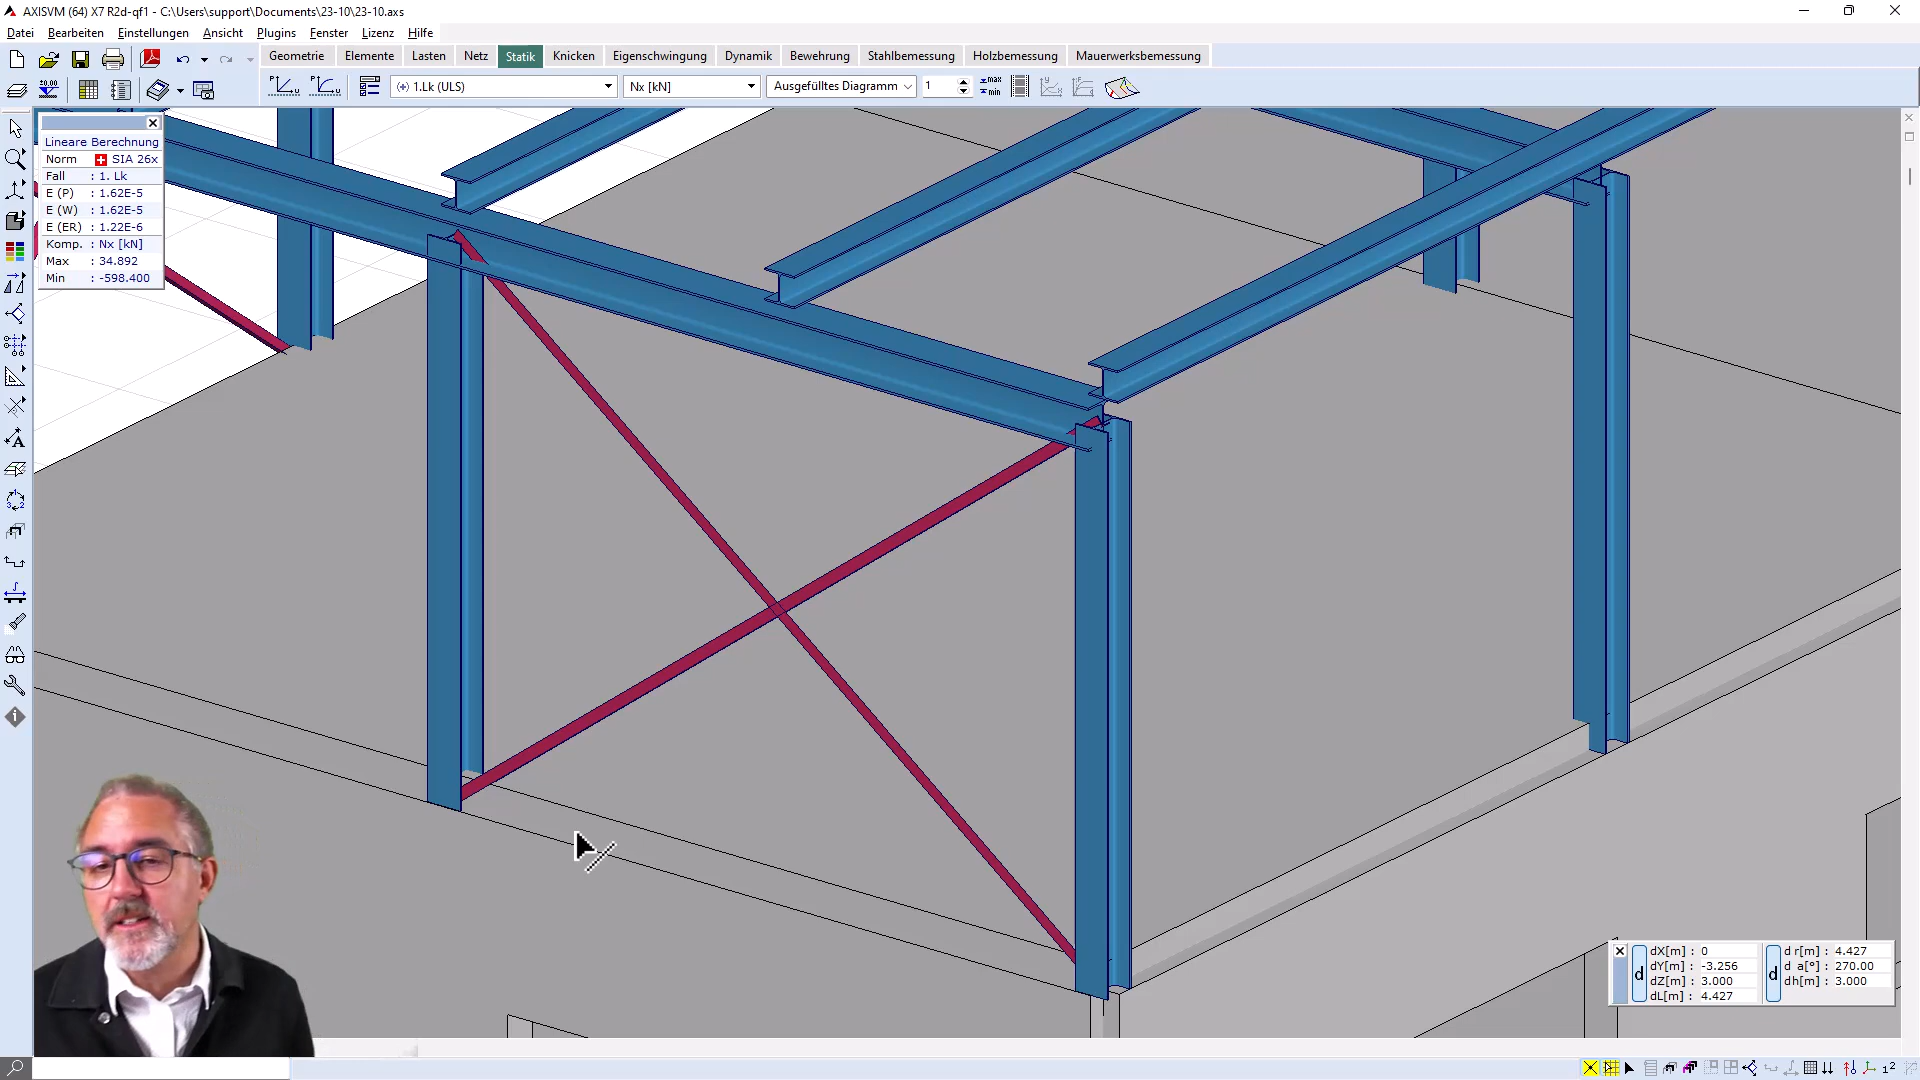 AXISVM (64) X7 R2d-qf1 - C:\Users\support\Documents\23-10\23-10.axs
Datei Bearbeiten Einstellungen Ansicht Plugins Fenster Lizenz Hilfe
Geometrie Elemente Lasten Netz Statik Knicken Eigenschwingung Dynamik Bewehrung Stahlbemessung Holzbemessung Mauerwerksbemessung
1.Lk (ULS) Nx [kN] Ausgefülltes Diagramm 1 max min
Lineare Berechnung
Norm SIA 26x
Fall : 1. Lk
E (P) : 1.62E-5
E (W) : 1.62E-5
E (ER) : 1.22E-6
Komp. : Nx [kN]
Max : 34.892
Min : -598.400
d
dX[m] : 0
dY[m] : -3.256
dZ[m] : 3.000
dL[m] : 4.427
d
d r[m] : 4.427
d a[°] : 270.00
dh[m] : 3.000